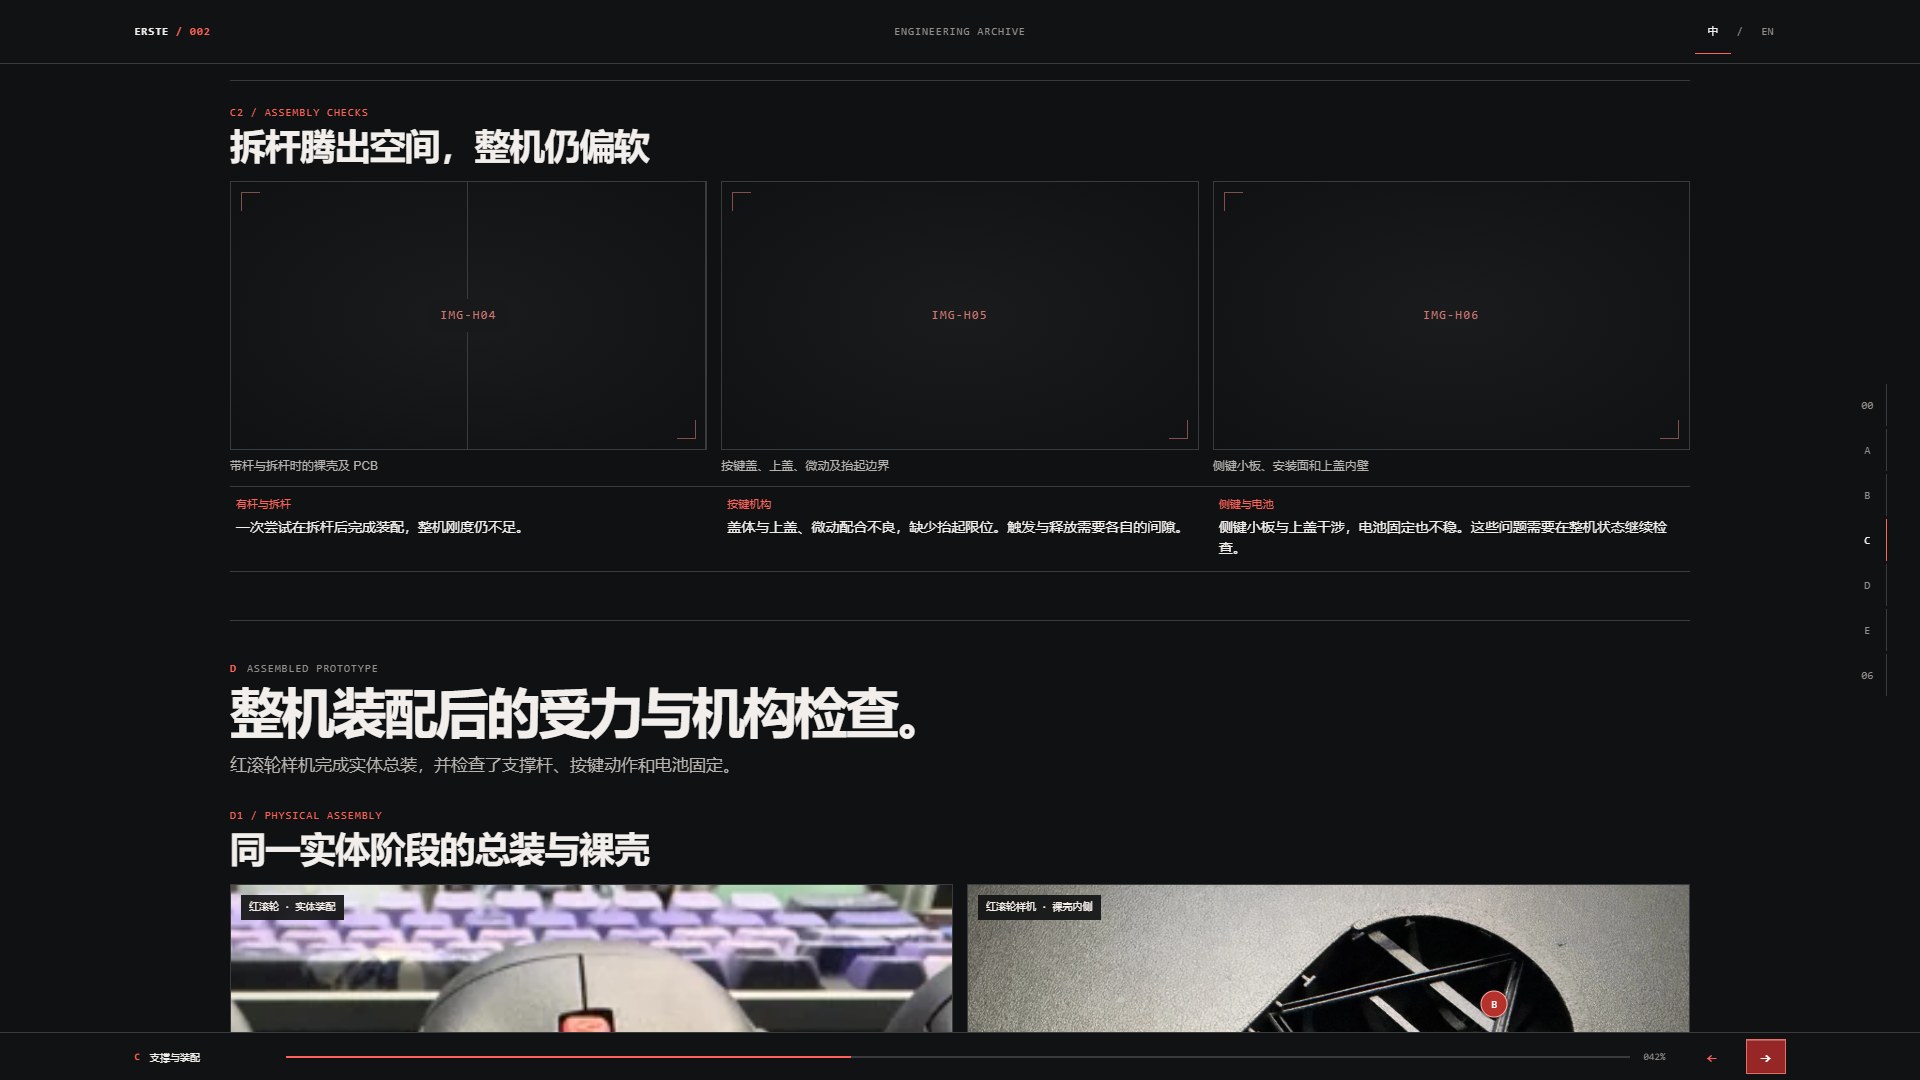 ERSTE / 002
ENGINEERING ARCHIVE
中 / EN
C2 / ASSEMBLY CHECKS
拆杆腾出空间，整机仍偏软
IMG-H04
IMG-H05
IMG-H06
带杆与拆杆时的裸壳及 PCB
按键盖、上盖、微动及抬起边界
侧键小板、安装面和上盖内壁
有杆与拆杆
一次尝试在拆杆后完成装配，整机刚度仍不足。
按键机构
盖体与上盖、微动配合不良，缺少抬起限位。触发与释放需要各自的间隙。
侧键与电池
侧键小板与上盖干涉，电池固定也不稳。这些问题需要在整机状态继续检
查。
00
A
B
C
D
E
06
D ASSEMBLED PROTOTYPE
整机装配后的受力与机构检查。
红滚轮样机完成实体总装，并检查了支撑杆、按键动作和电池固定。
D1 / PHYSICAL ASSEMBLY
同一实体阶段的总装与裸壳
红滚轮 · 实体装配
红滚轮样机 · 裸壳内侧
B
C 支撑与装配
042%
← →